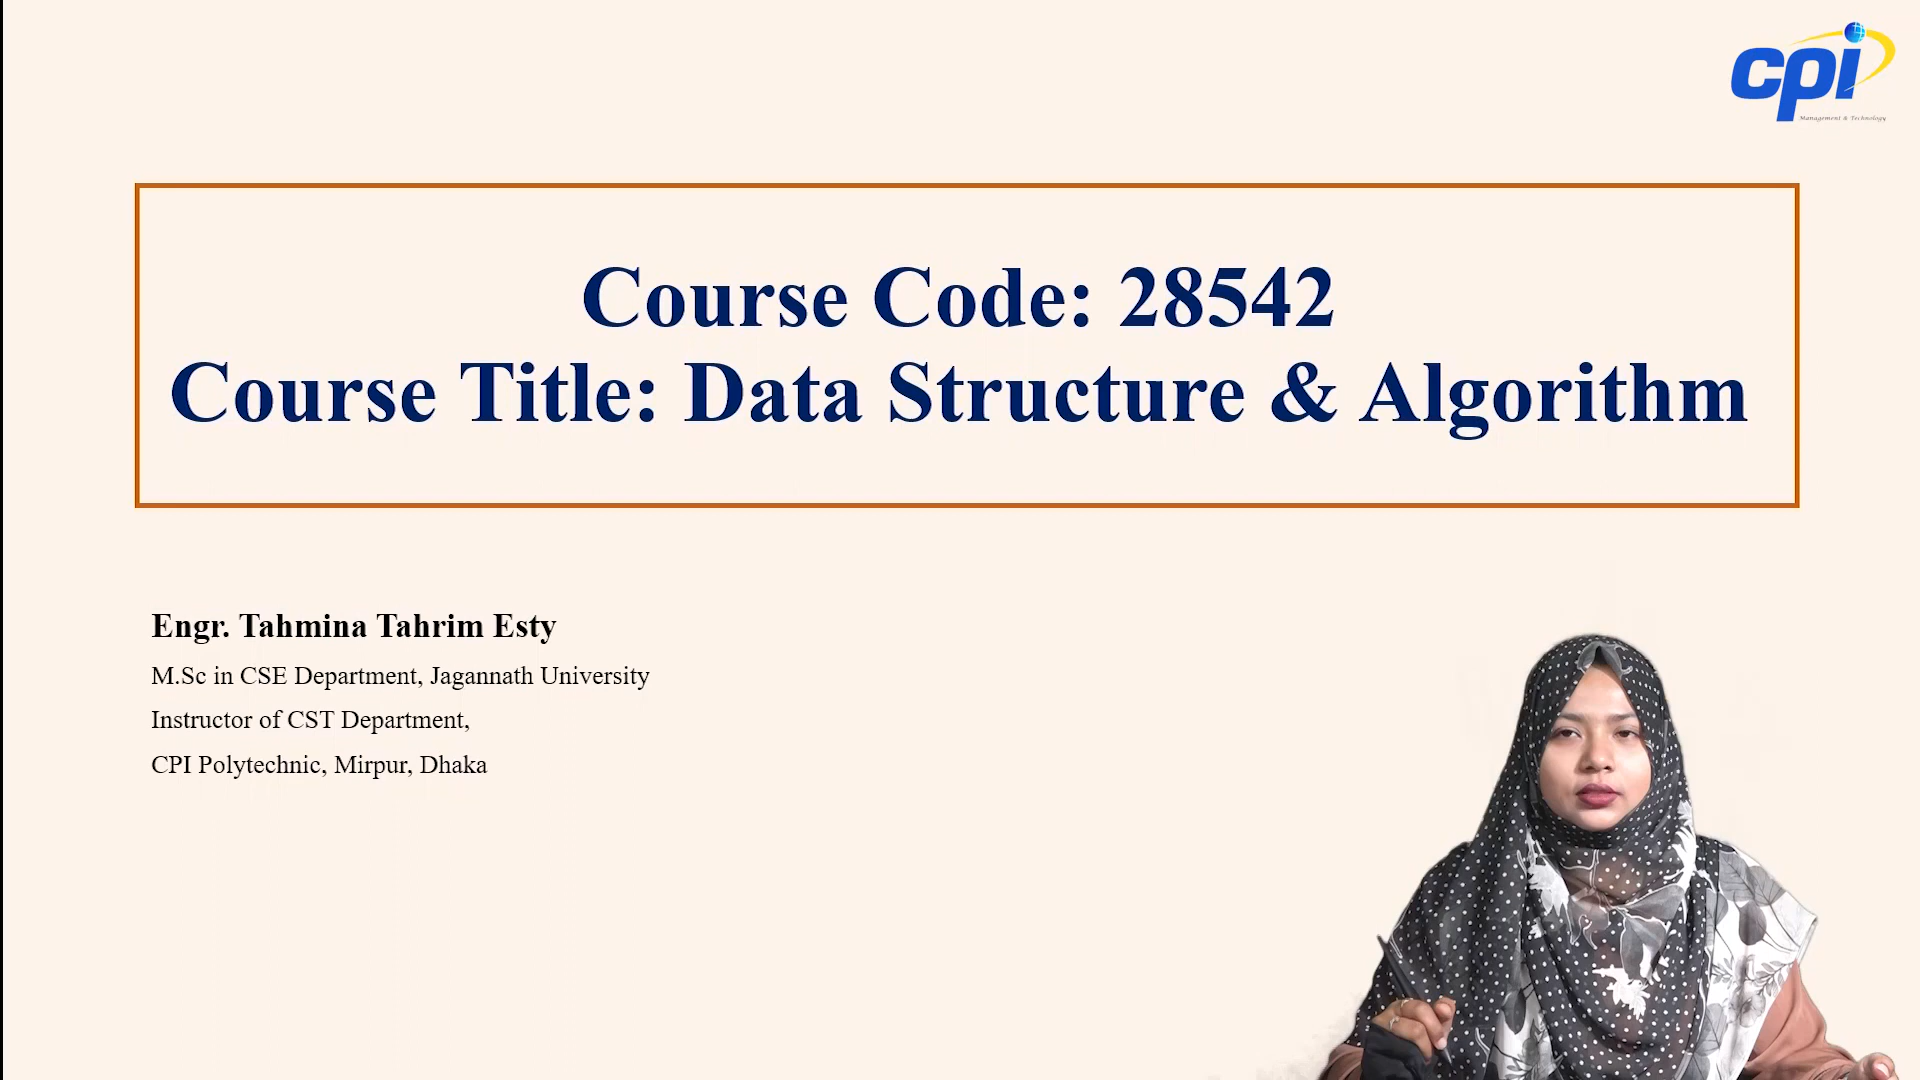 cpi
Management & Technology
Course Code: 28542
Course Title: Data Structure & Algorithm
Engr. Tahmina Tahrim Esty
M.Sc in CSE Department, Jagannath University
Instructor of CST Department,
CPI Polytechnic, Mirpur, Dhaka